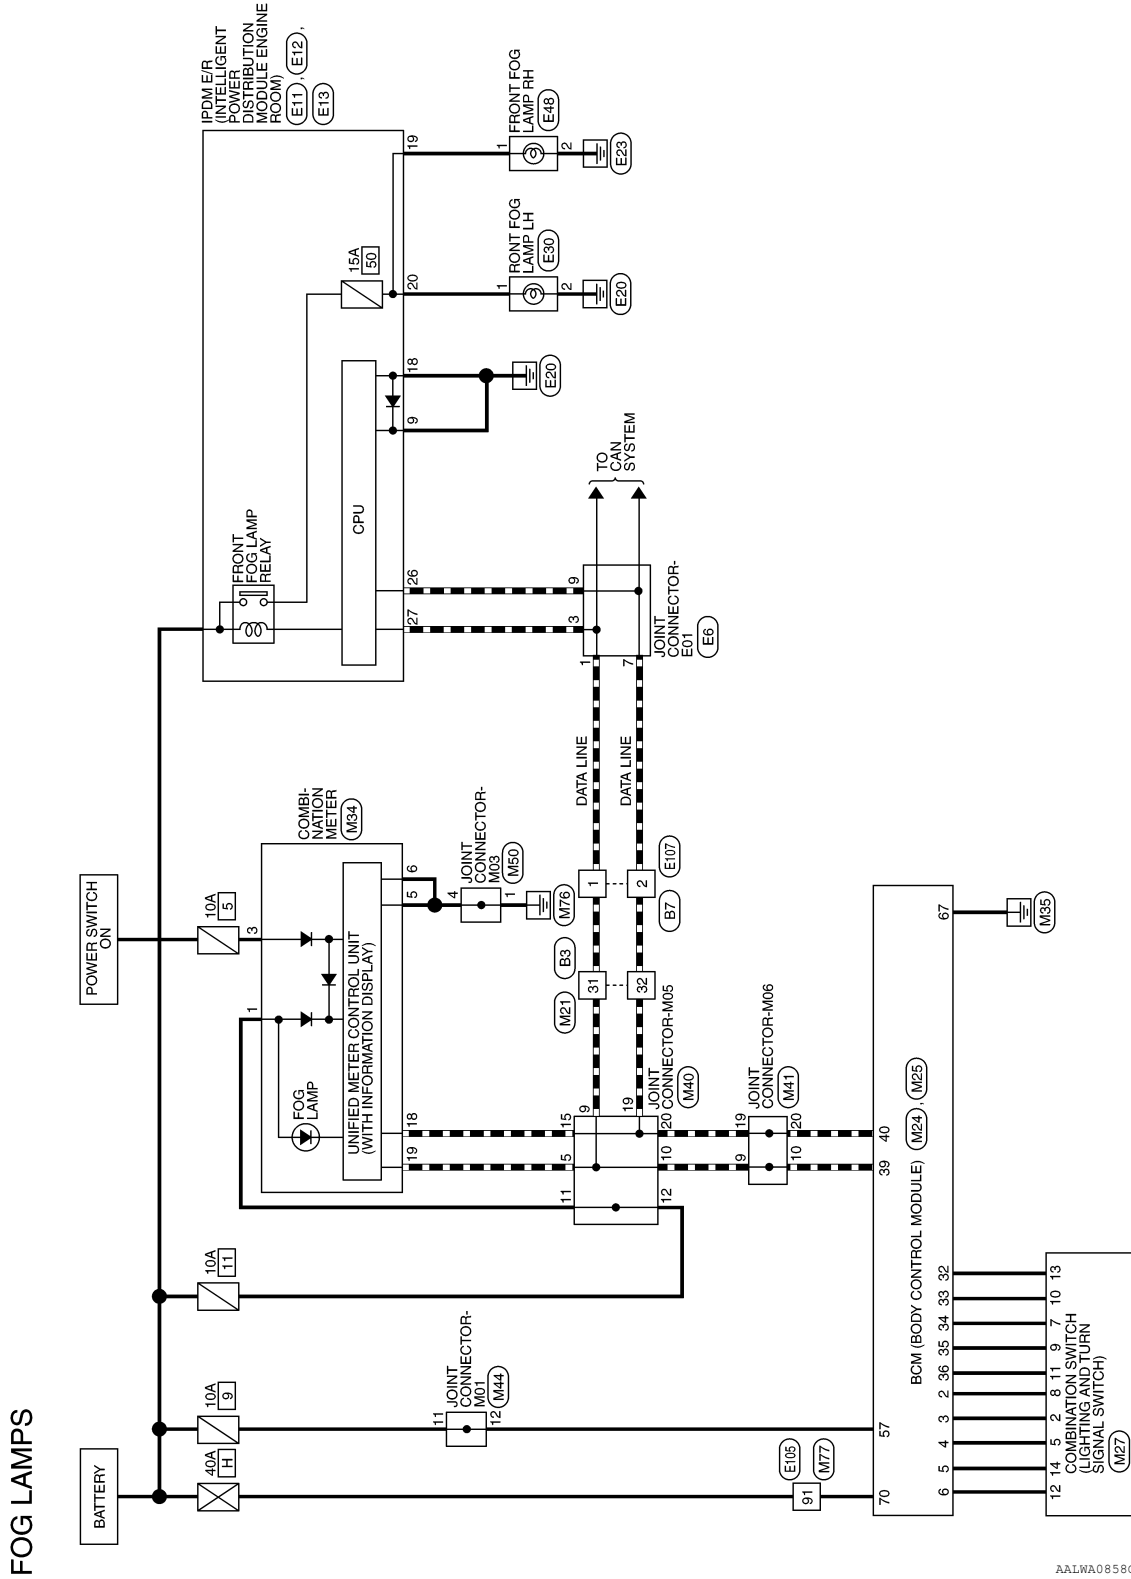 FOG LAMPS
BATTERY
POWER SWITCH
ON
40A
H
10A
9
10A
11
10A
5
1
3
COMBI-
NATION
METER
M34
FOG
LAMP
UNIFIED METER CONTROL UNIT
(WITH INFORMATION DISPLAY)
19
18
5
6
4
JOINT
CONNECTOR-
M03
M50
1
M76
IPDM E/R
(INTELLIGENT
POWER
DISTRIBUTION
MODULE ENGINE
ROOM)
E11 , E12 ,
E13
FRONT
FOG LAMP
RELAY
15A
50
CPU
27
26
9
18
20
19
E20
1
RONT FOG
LAMP LH
E30
2
E20
1
FRONT FOG
LAMP RH
E48
2
E23
3
9
1
7
JOINT
CONNECTOR-
E01
E6
TO
CAN
SYSTEM
DATA LINE
DATA LINE
1
2
E107
B7
B3
M21
31
32
11
5
15
9
19
12
10
20
JOINT
CONNECTOR-M05
M40
9
19
10
20
JOINT
CONNECTOR-M06
M41
11
JOINT
CONNECTOR-
M01
M44
12
E105
91
M77
70
57
39
40
BCM (BODY CONTROL MODULE)
M24 , M25
67
M35
6
5
4
3
2
36
35
34
33
32
12
14
5
2
8
11
9
7
10
13
COMBINATION SWITCH
(LIGHTING AND TURN
SIGNAL SWITCH)
M27